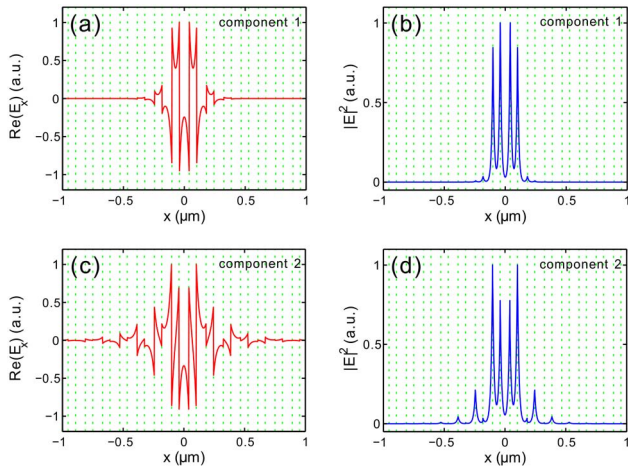 (a) component 1
Re(Eₓ) (a.u.)
1
0.5
0
−0.5
−1
−1 −0.5 0 0.5 1
x (μm)
(b) component 1
|E|² (a.u.)
1
0.5
0
−1 −0.5 0 0.5 1
x (μm)
(c) component 2
Re(Eₓ) (a.u.)
1
0.5
0
−0.5
−1
−1 −0.5 0 0.5 1
x (μm)
(d) component 2
|E|² (a.u.)
1
0.5
0
−1 −0.5 0 0.5 1
x (μm)